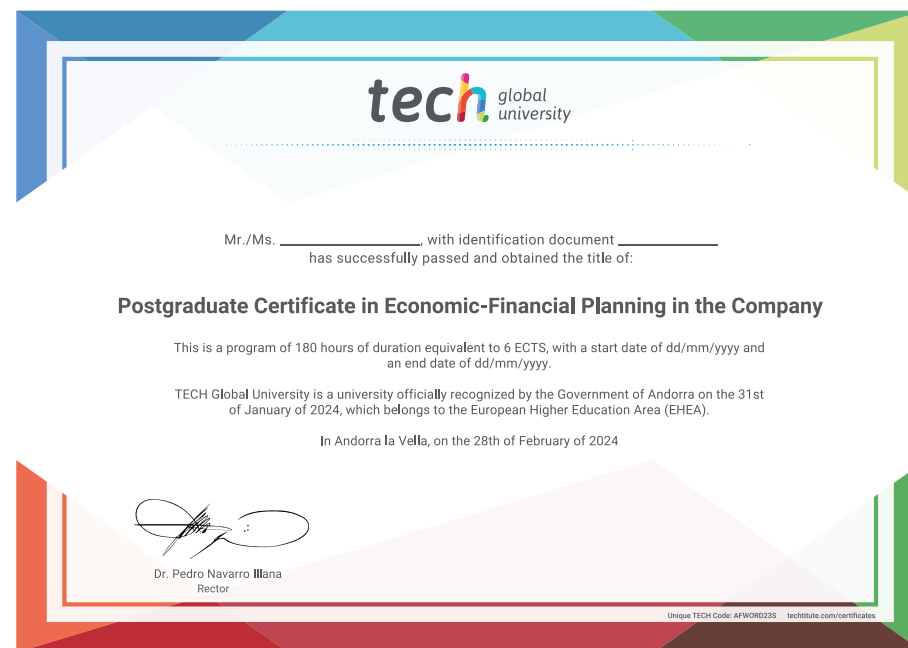 tech global
university
Mr./Ms. ____________, with identification document ____________
has successfully passed and obtained the title of:
Postgraduate Certificate in Economic-Financial Planning in the Company
This is a program of 180 hours of duration equivalent to 6 ECTS, with a start date of dd/mm/yyyy and
an end date of dd/mm/yyyy.
TECH Global University is a university officially recognized by the Government of Andorra on the 31st
of January of 2024, which belongs to the European Higher Education Area (EHEA).
In Andorra la Vella, on the 28th of February of 2024
Dr. Pedro Navarro Illana
Rector
Unique TECH Code: AFWORD23S techtitute.com/certificates